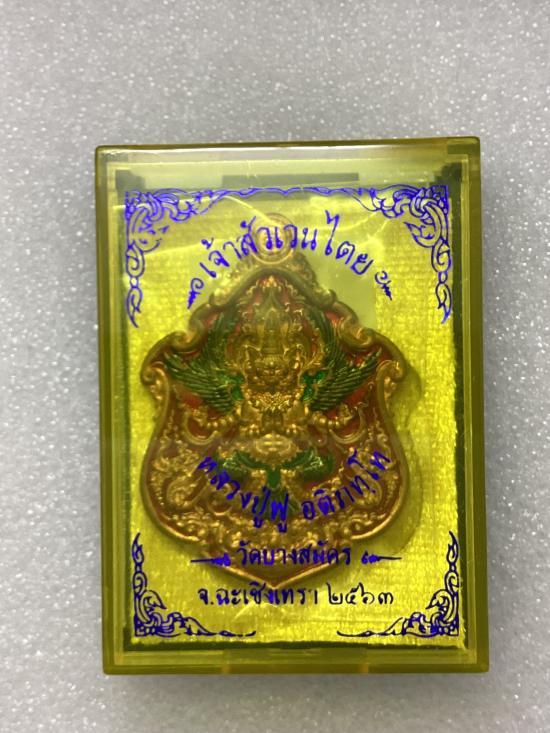 เจ้าสัวเวนไตย
หลวงปู่ฟู อติภทฺโท
วัดบางสมัคร
จ.ฉะเชิงเทรา ๒๕๖๓